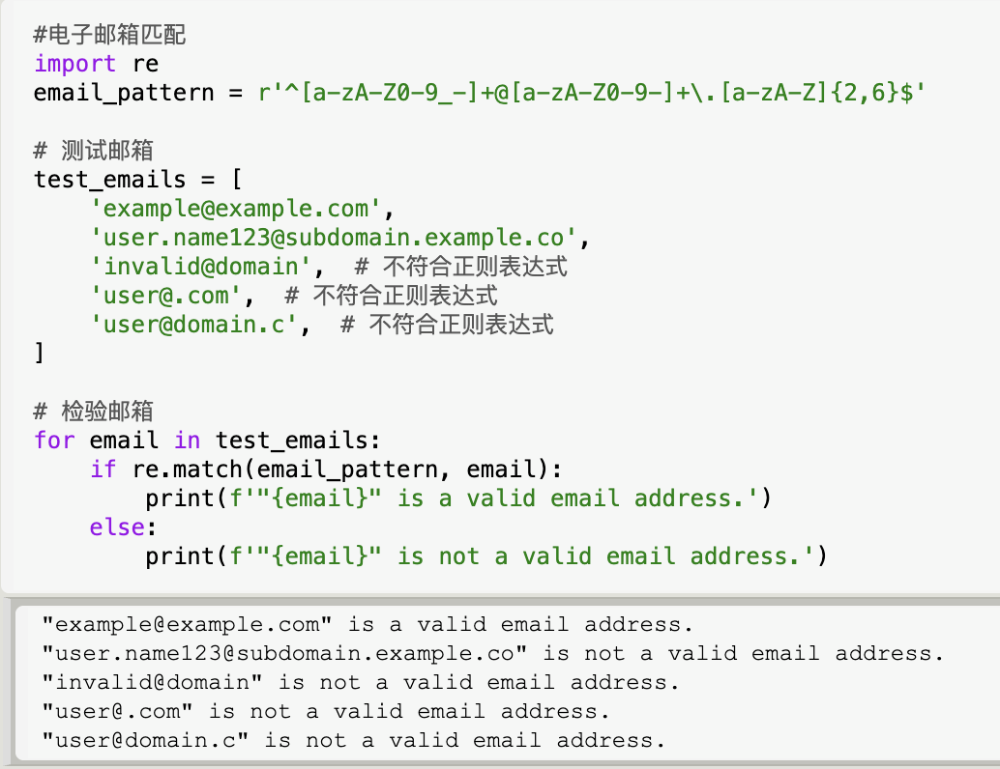 #电子邮箱匹配
import re
email_pattern = r'^[a-zA-Z0-9_-]+@[a-zA-Z0-9-]+\.[a-zA-Z]{2,6}$'
# 测试邮箱
test_emails = [
    'example@example.com',
    'user.name123@subdomain.example.co',
    'invalid@domain',  # 不符合正则表达式
    'user@.com',  # 不符合正则表达式
    'user@domain.c',  # 不符合正则表达式
]
# 检验邮箱
for email in test_emails:
    if re.match(email_pattern, email):
        print(f'"{email}" is a valid email address.')
    else:
        print(f'"{email}" is not a valid email address.')
"example@example.com" is a valid email address.
"user.name123@subdomain.example.co" is not a valid email address.
"invalid@domain" is not a valid email address.
"user@.com" is not a valid email address.
"user@domain.c" is not a valid email address.